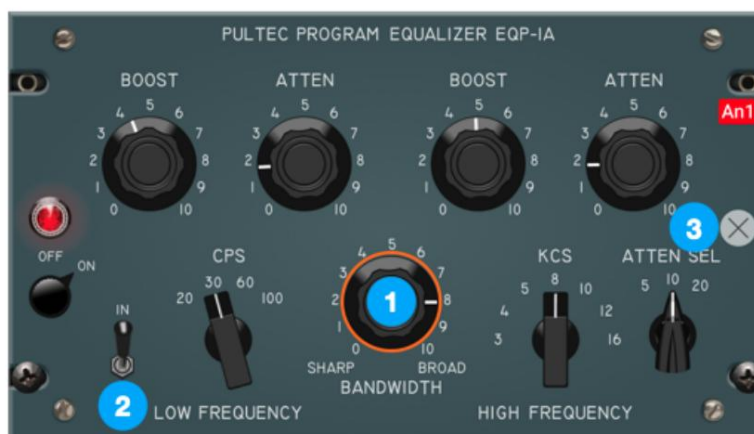 PULTEC PROGRAM EQUALIZER EQP-1A
BOOST ATTEN BOOST ATTEN
An1
0 1 2 3 4 5 6 7 8 9 10
0 1 2 3 4 5 6 7 8 9 10
0 1 2 3 4 5 6 7 8 9 10
0 1 2 3 4 5 6 7 8 9 10
3
OFF ON
CPS
20 30 60 100
0 1 2 3 4 5 6 7 8 9 10
1
SHARP BROAD
BANDWIDTH
KCS
3 4 5 8 10 12 16
ATTEN SEL
5 10 20
IN
2
LOW FREQUENCY HIGH FREQUENCY